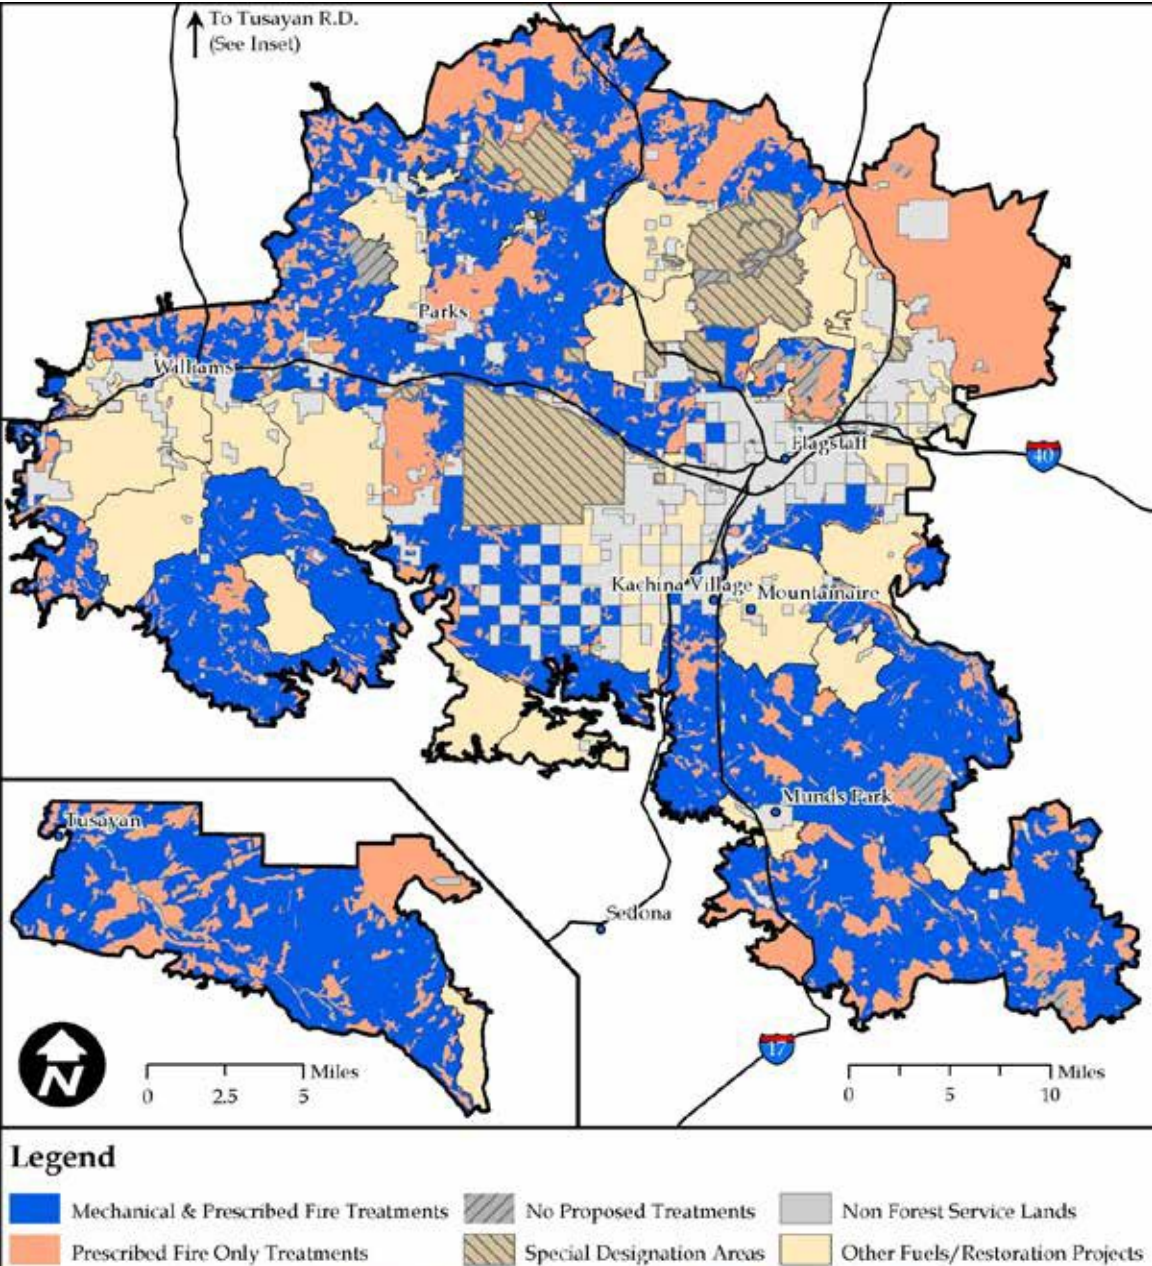 To Tusayan R.D.
(See Inset)
Parks
Williams
Flagstaff
40
Kachina Village
Mountainaire
Munds Park
Tusayan
Sedona
17
N
Miles
0 2.5 5
Miles
0 5 10
Legend
Mechanical & Prescribed Fire Treatments
No Proposed Treatments
Non Forest Service Lands
Prescribed Fire Only Treatments
Special Designation Areas
Other Fuels/Restoration Projects